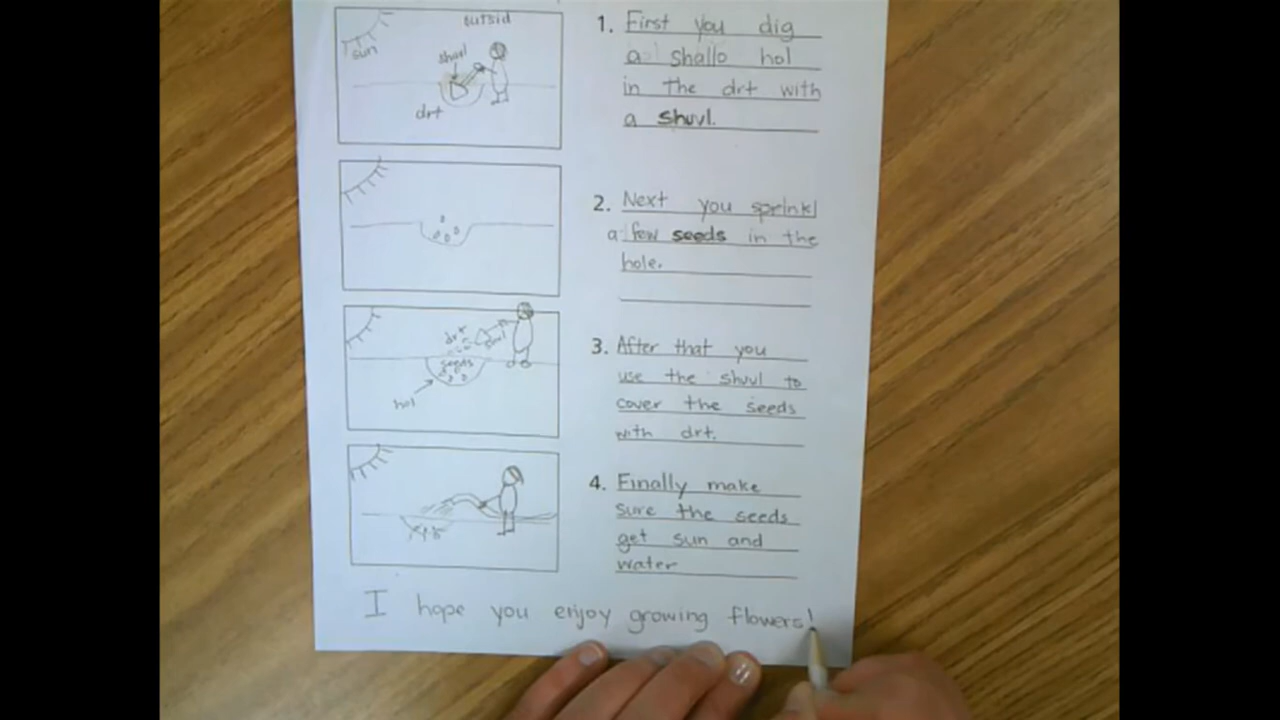 outsid
sun
shuvl
drt
1. First you dig
a shallo hol
in the drt with
a shuvl.
2. Next you sprinkl
a few seeds in the
hole.
drt
seeds
hol
3. After that you
use the shuvl to
cover the seeds
with drt.
4. Finally make
sure the seeds
get sun and
water
I hope you enjoy growing flowers!